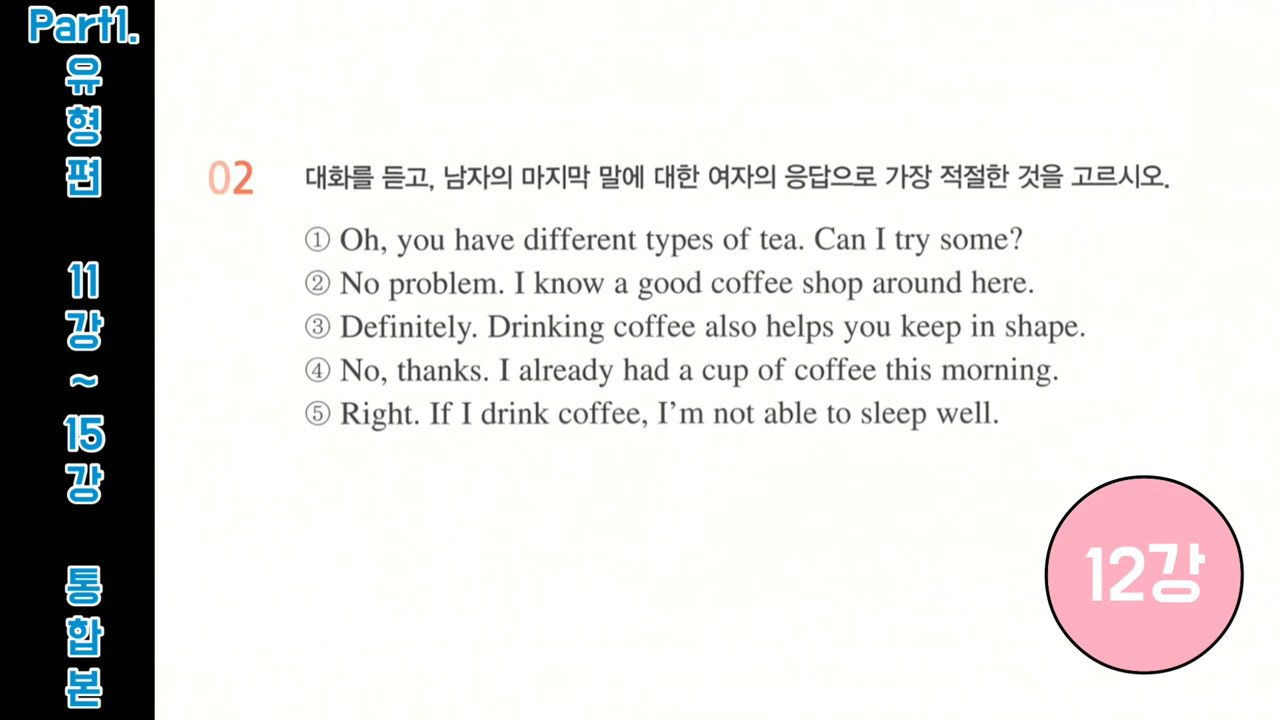 Part1.
유
형
편
11
강
~
15
강
통
합
본
02 대화를 듣고, 남자의 마지막 말에 대한 여자의 응답으로 가장 적절한 것을 고르시오.
① Oh, you have different types of tea. Can I try some?
② No problem. I know a good coffee shop around here.
③ Definitely. Drinking coffee also helps you keep in shape.
④ No, thanks. I already had a cup of coffee this morning.
⑤ Right. If I drink coffee, I’m not able to sleep well.
12강